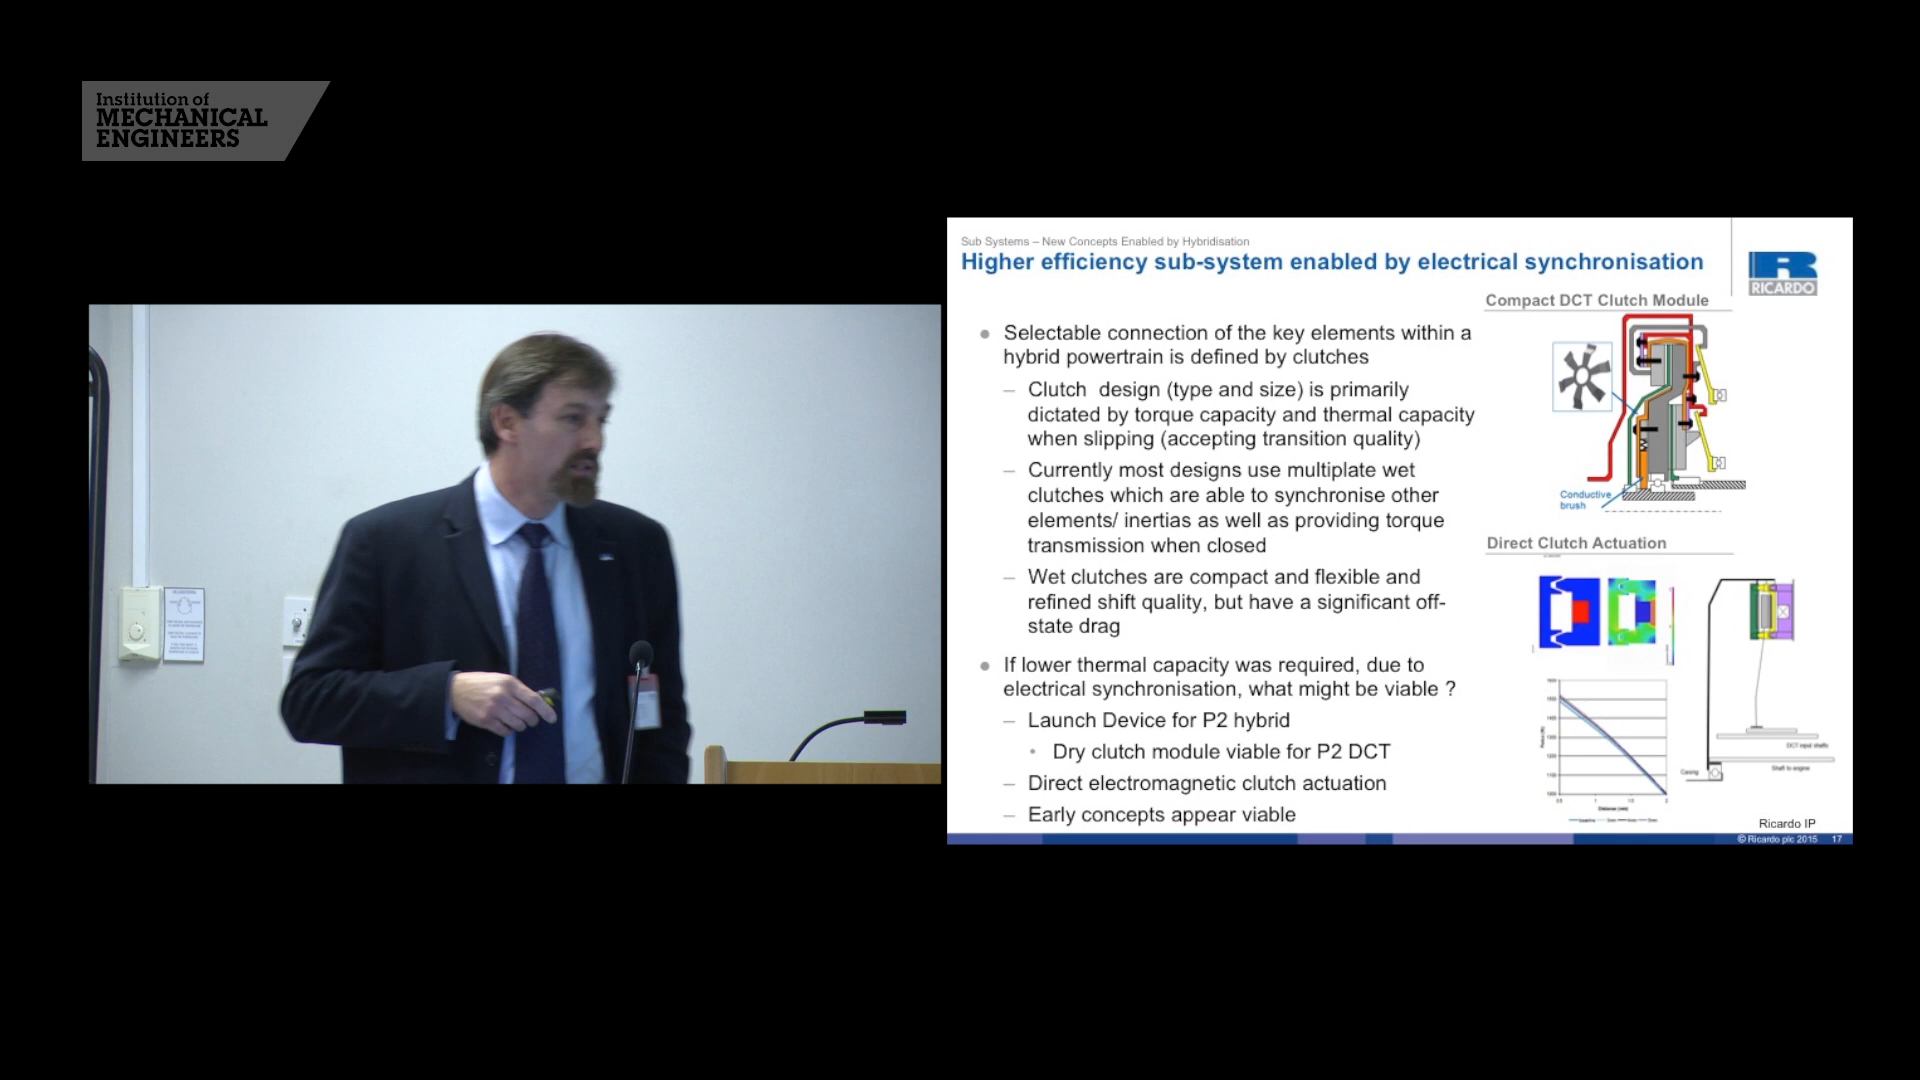 Institution of
MECHANICAL
ENGINEERS
Sub Systems – New Concepts Enabled by Hybridisation
Higher efficiency sub-system enabled by electrical synchronisation
RICARDO
Compact DCT Clutch Module
● Selectable connection of the key elements within a
hybrid powertrain is defined by clutches
– Clutch design (type and size) is primarily
dictated by torque capacity and thermal capacity
when slipping (accepting transition quality)
– Currently most designs use multiplate wet
clutches which are able to synchronise other
elements/ inertias as well as providing torque
transmission when closed
– Wet clutches are compact and flexible and
refined shift quality, but have a significant off-
state drag
● If lower thermal capacity was required, due to
electrical synchronisation, what might be viable ?
– Launch Device for P2 hybrid
• Dry clutch module viable for P2 DCT
– Direct electromagnetic clutch actuation
– Early concepts appear viable
Conductive
brush
Direct Clutch Actuation
DCT input shafts
Shaft to engine
Casing
Ricardo IP
© Ricardo plc 2015 17